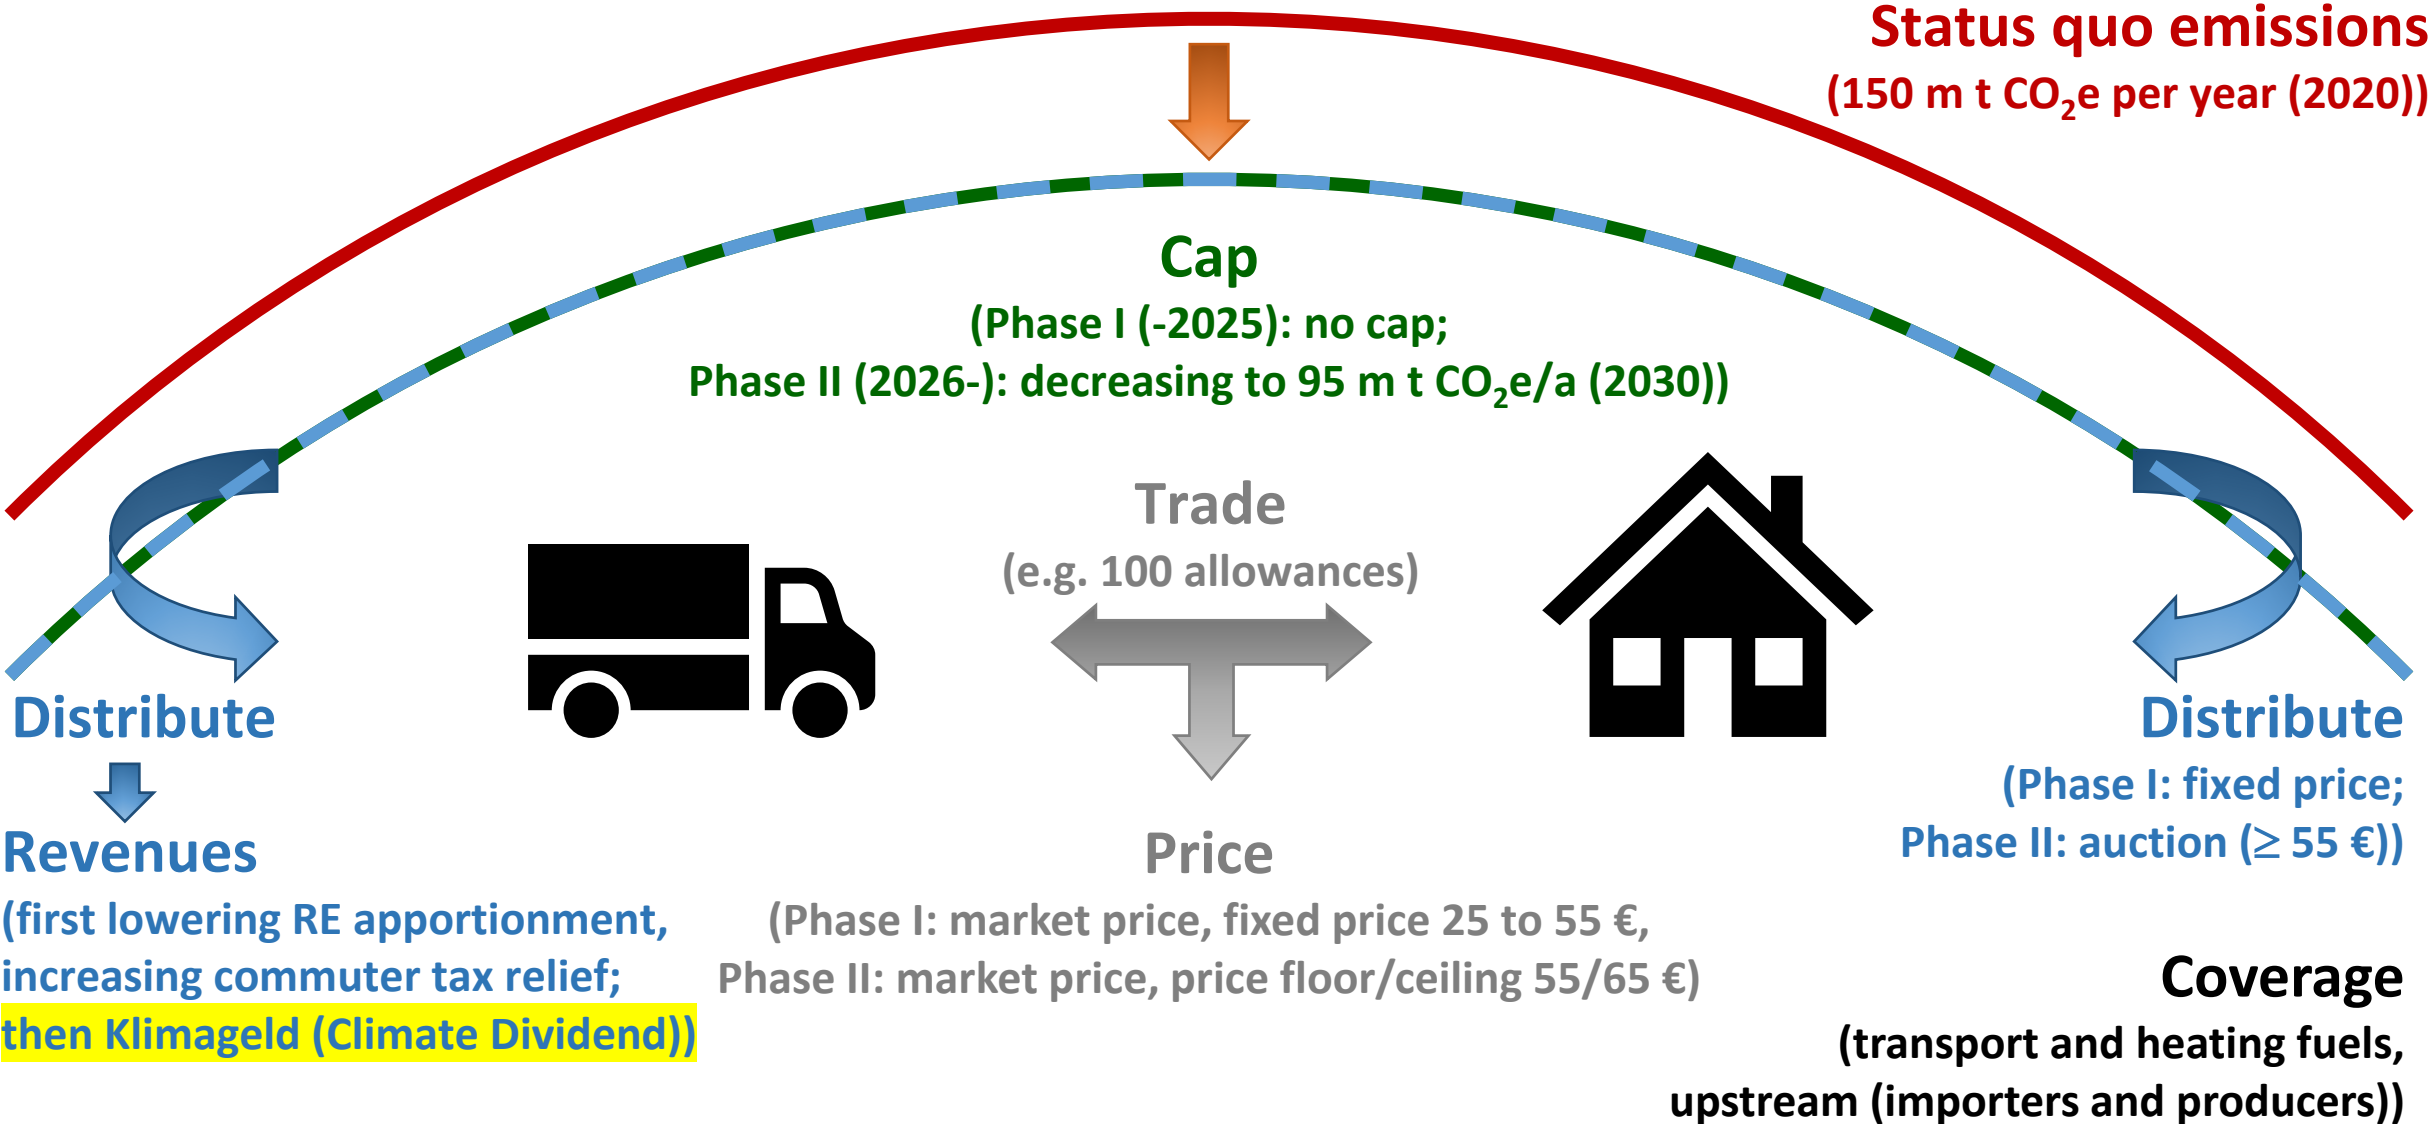 Status quo emissions
(150 m t CO₂e per year (2020))
Cap
(Phase I (-2025): no cap;
Phase II (2026-): decreasing to 95 m t CO₂e/a (2030))
Trade
(e.g. 100 allowances)
Distribute
Revenues
(first lowering RE apportionment,
increasing commuter tax relief;
then Klimageld (Climate Dividend))
Price
(Phase I: market price, fixed price 25 to 55 €,
Phase II: market price, price floor/ceiling 55/65 €)
Distribute
(Phase I: fixed price;
Phase II: auction (≥ 55 €))
Coverage
(transport and heating fuels,
upstream (importers and producers))